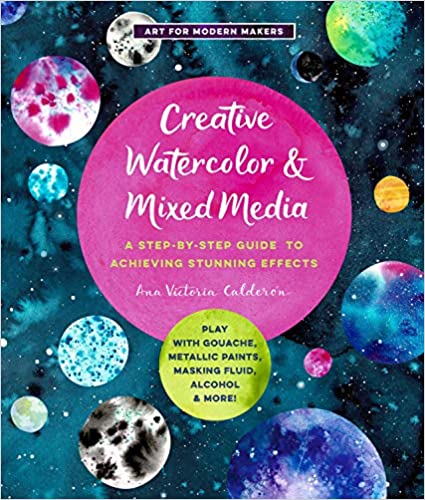 ART FOR MODERN MAKERS
Creative
Watercolor &
Mixed Media
A STEP-BY-STEP GUIDE TO
ACHIEVING STUNNING EFFECTS
Ana Victoria Calderón
PLAY
WITH GOUACHE,
METALLIC PAINTS,
MASKING FLUID,
ALCOHOL
& MORE!